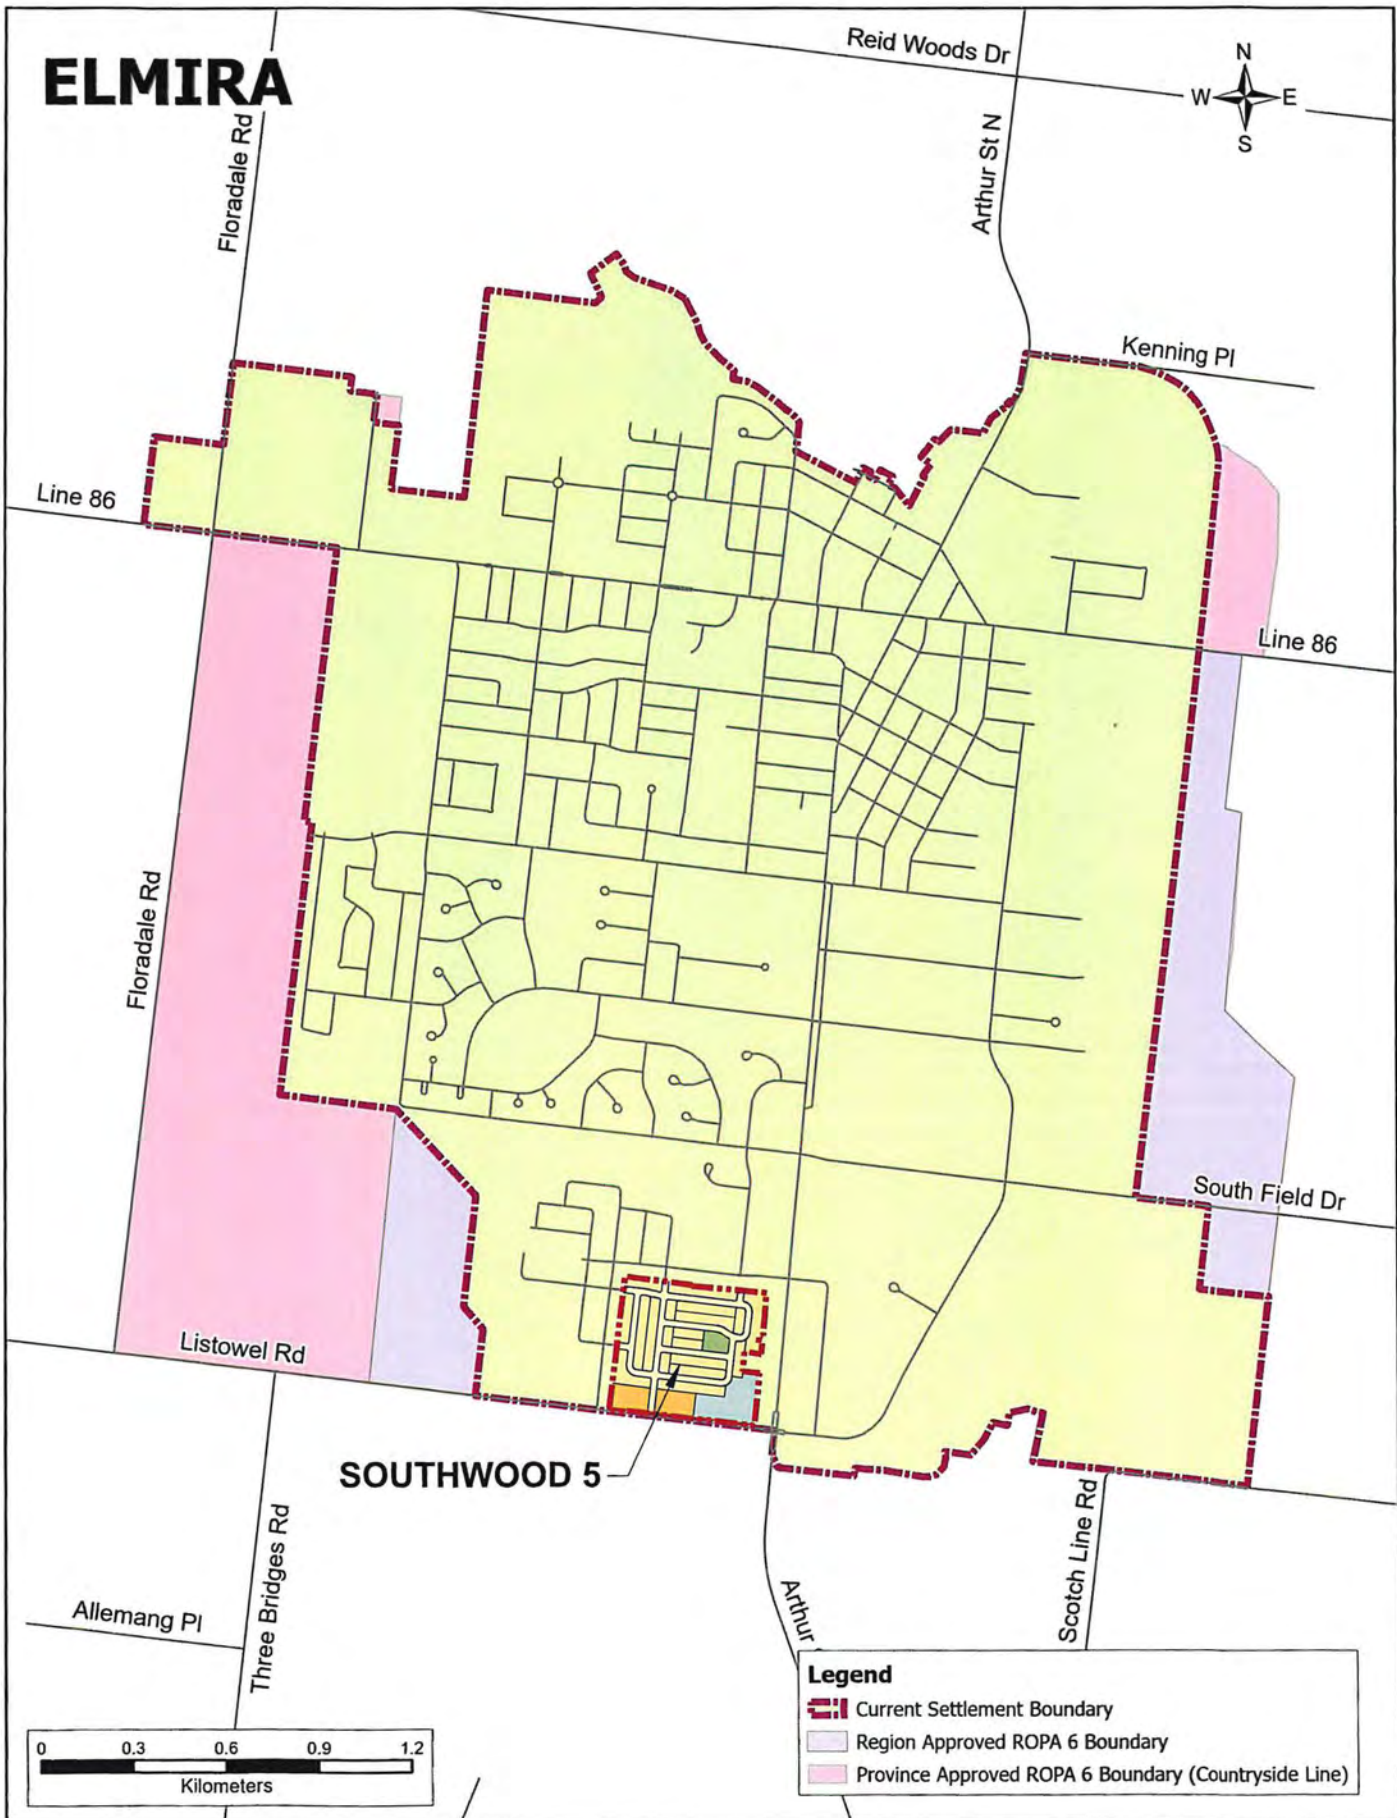 ELMIRA
Reid Woods Dr
N
W E
S
Floradale Rd
Arthur St N
Kenning Pl
Line 86
Line 86
Floradale Rd
South Field Dr
Listowel Rd
SOUTHWOOD 5
Three Bridges Rd
Scotch Line Rd
Allemang Pl
Arthur
Legend
Current Settlement Boundary
Region Approved ROPA 6 Boundary
Province Approved ROPA 6 Boundary (Countryside Line)
0 0.3 0.6 0.9 1.2
Kilometers